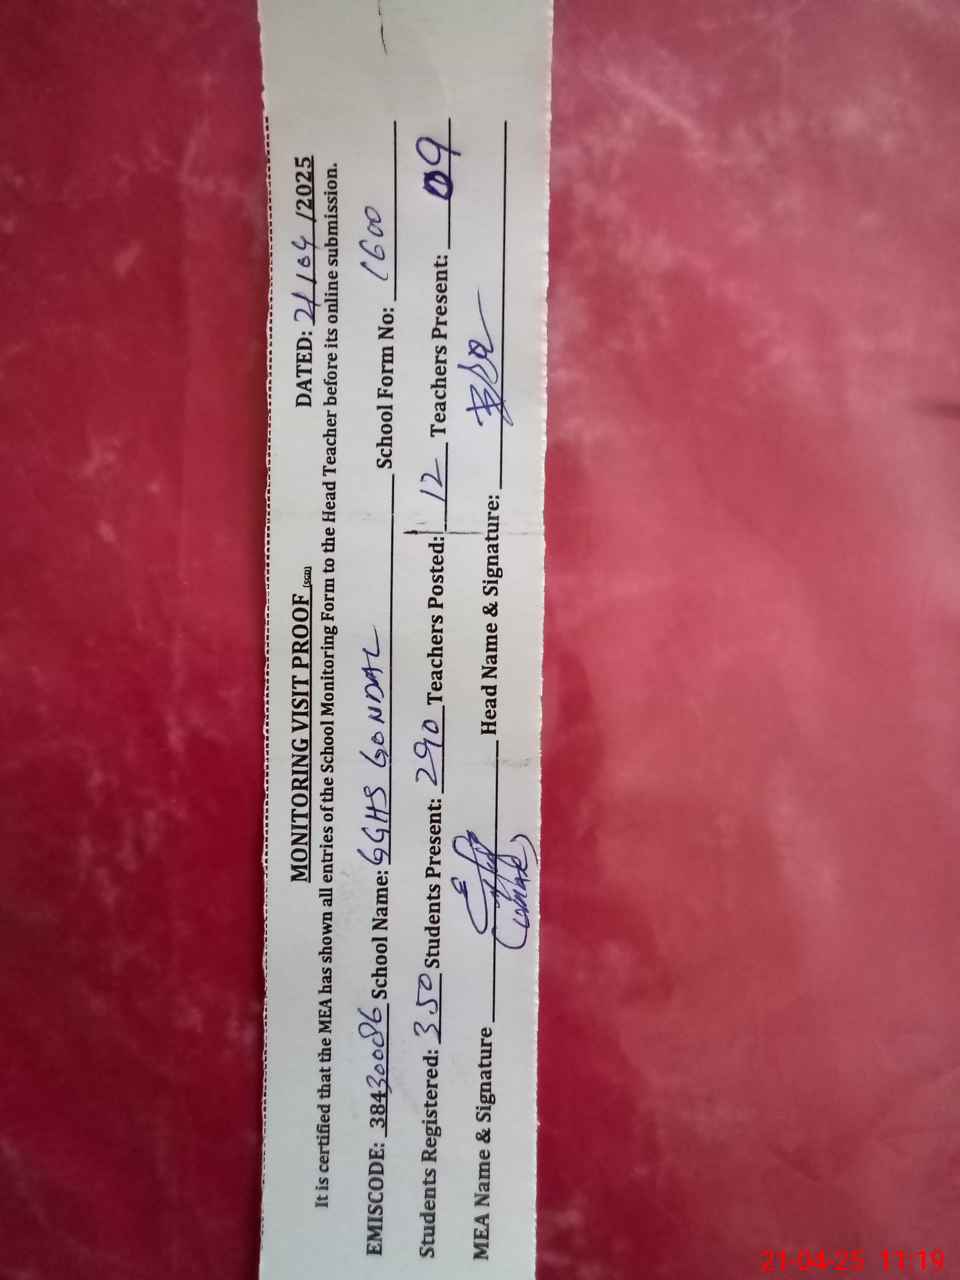 MONITORING VISIT PROOF (SGD)
DATED: 21/04/2025
It is certified that the MEA has shown all entries of the School Monitoring Form to the Head Teacher before its online submission.
EMISCODE: 38430086 School Name: GGHS GONDAL School Form No: 1600
Students Registered: 350 Students Present: 290 Teachers Posted: 12 Teachers Present: 09
MEA Name & Signature Head Name & Signature:
21-04-25 11:19